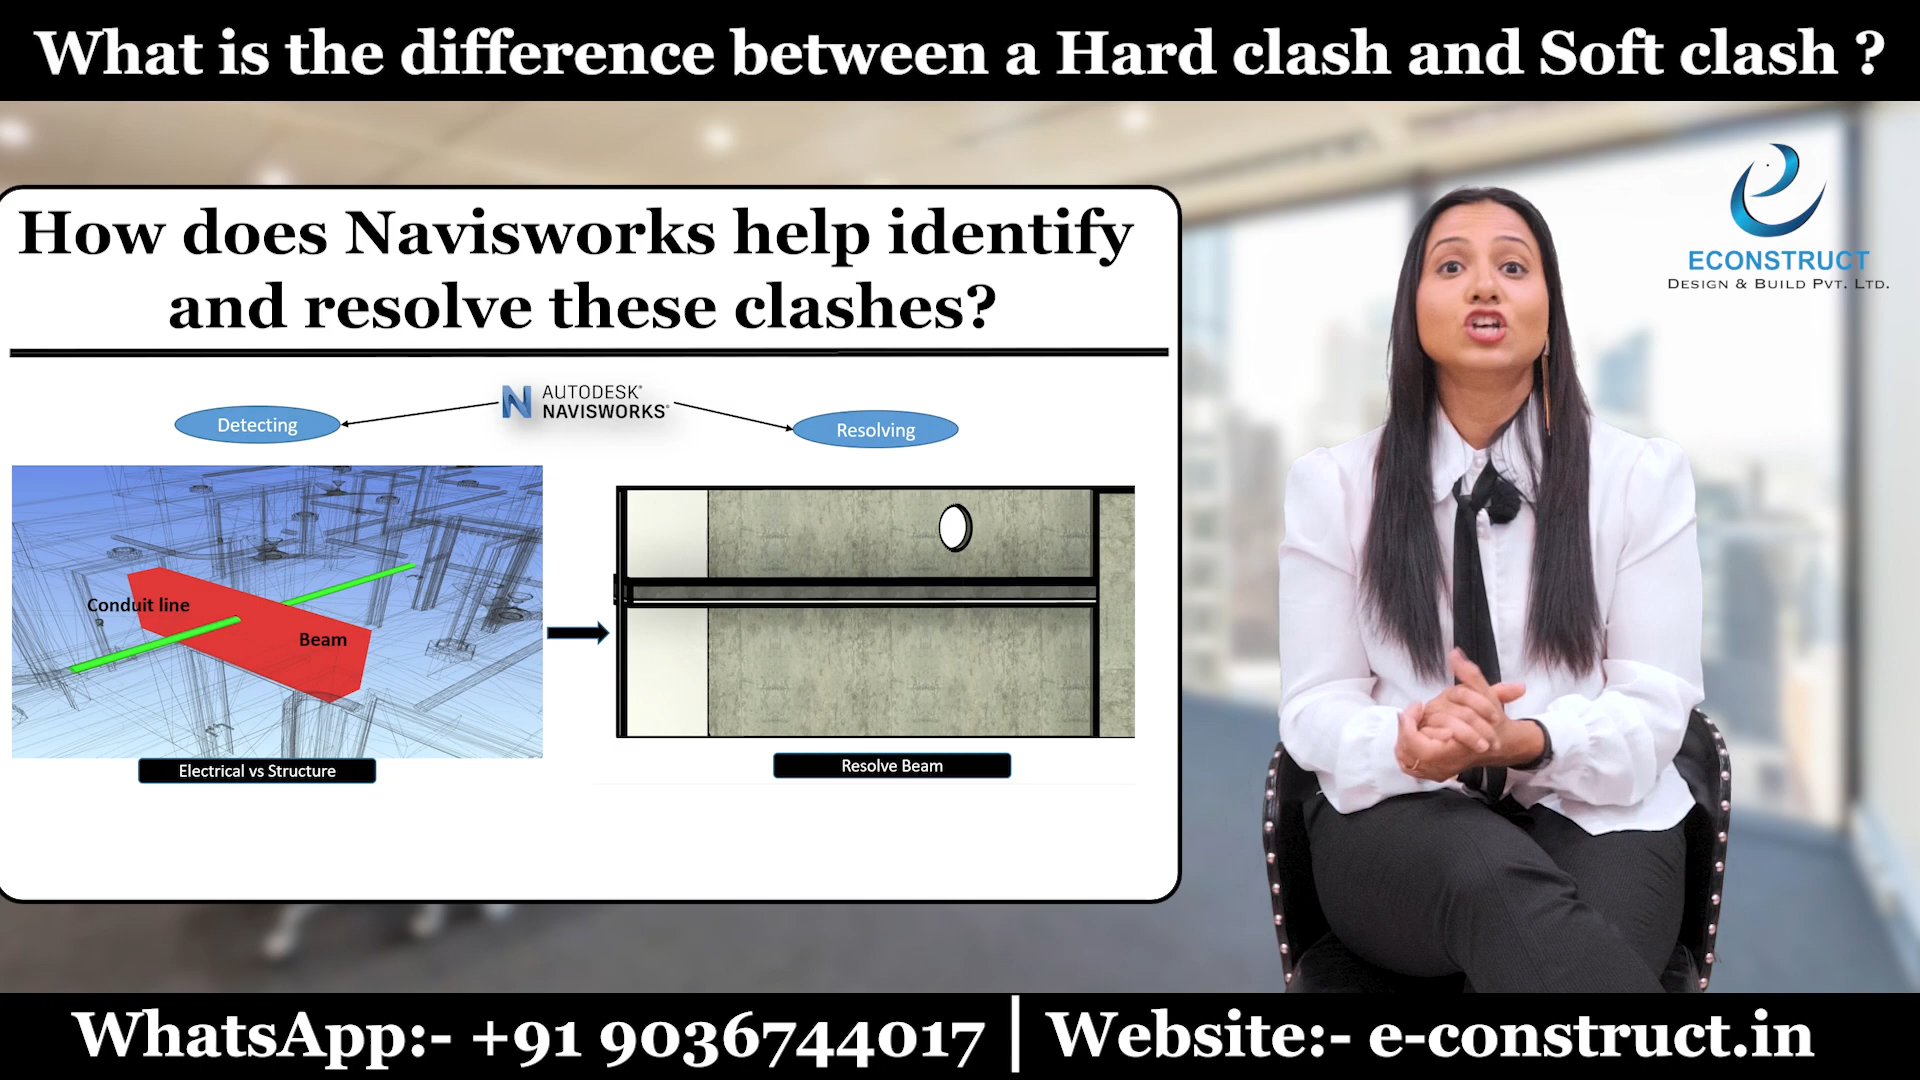 What is the difference between a Hard clash and Soft clash ?
ECONSTRUCT
DESIGN & BUILD PVT. LTD.
How does Navisworks help identify
and resolve these clashes?
AUTODESK®
NAVISWORKS®
Detecting
Resolving
Conduit line
Beam
Electrical vs Structure
Resolve Beam
WhatsApp:- +91 9036744017 | Website:- e-construct.in